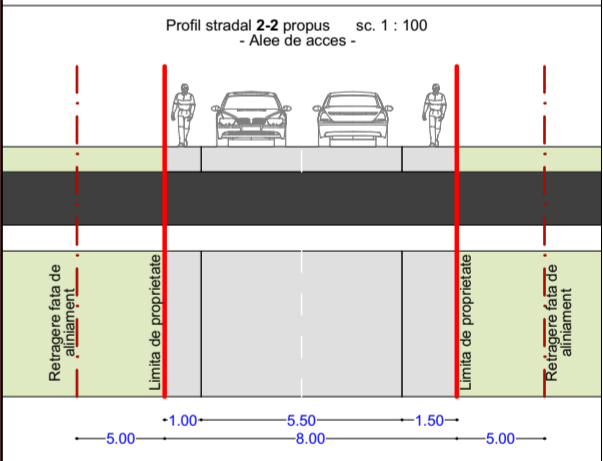 Profil stradal 2-2 propus sc. 1 : 100
- Alee de acces -
Retragere fata de
aliniament
Limita de proprietate
Limita de proprietate
Retragere fata de
aliniament
1.00 5.50 1.50
5.00 8.00 5.00